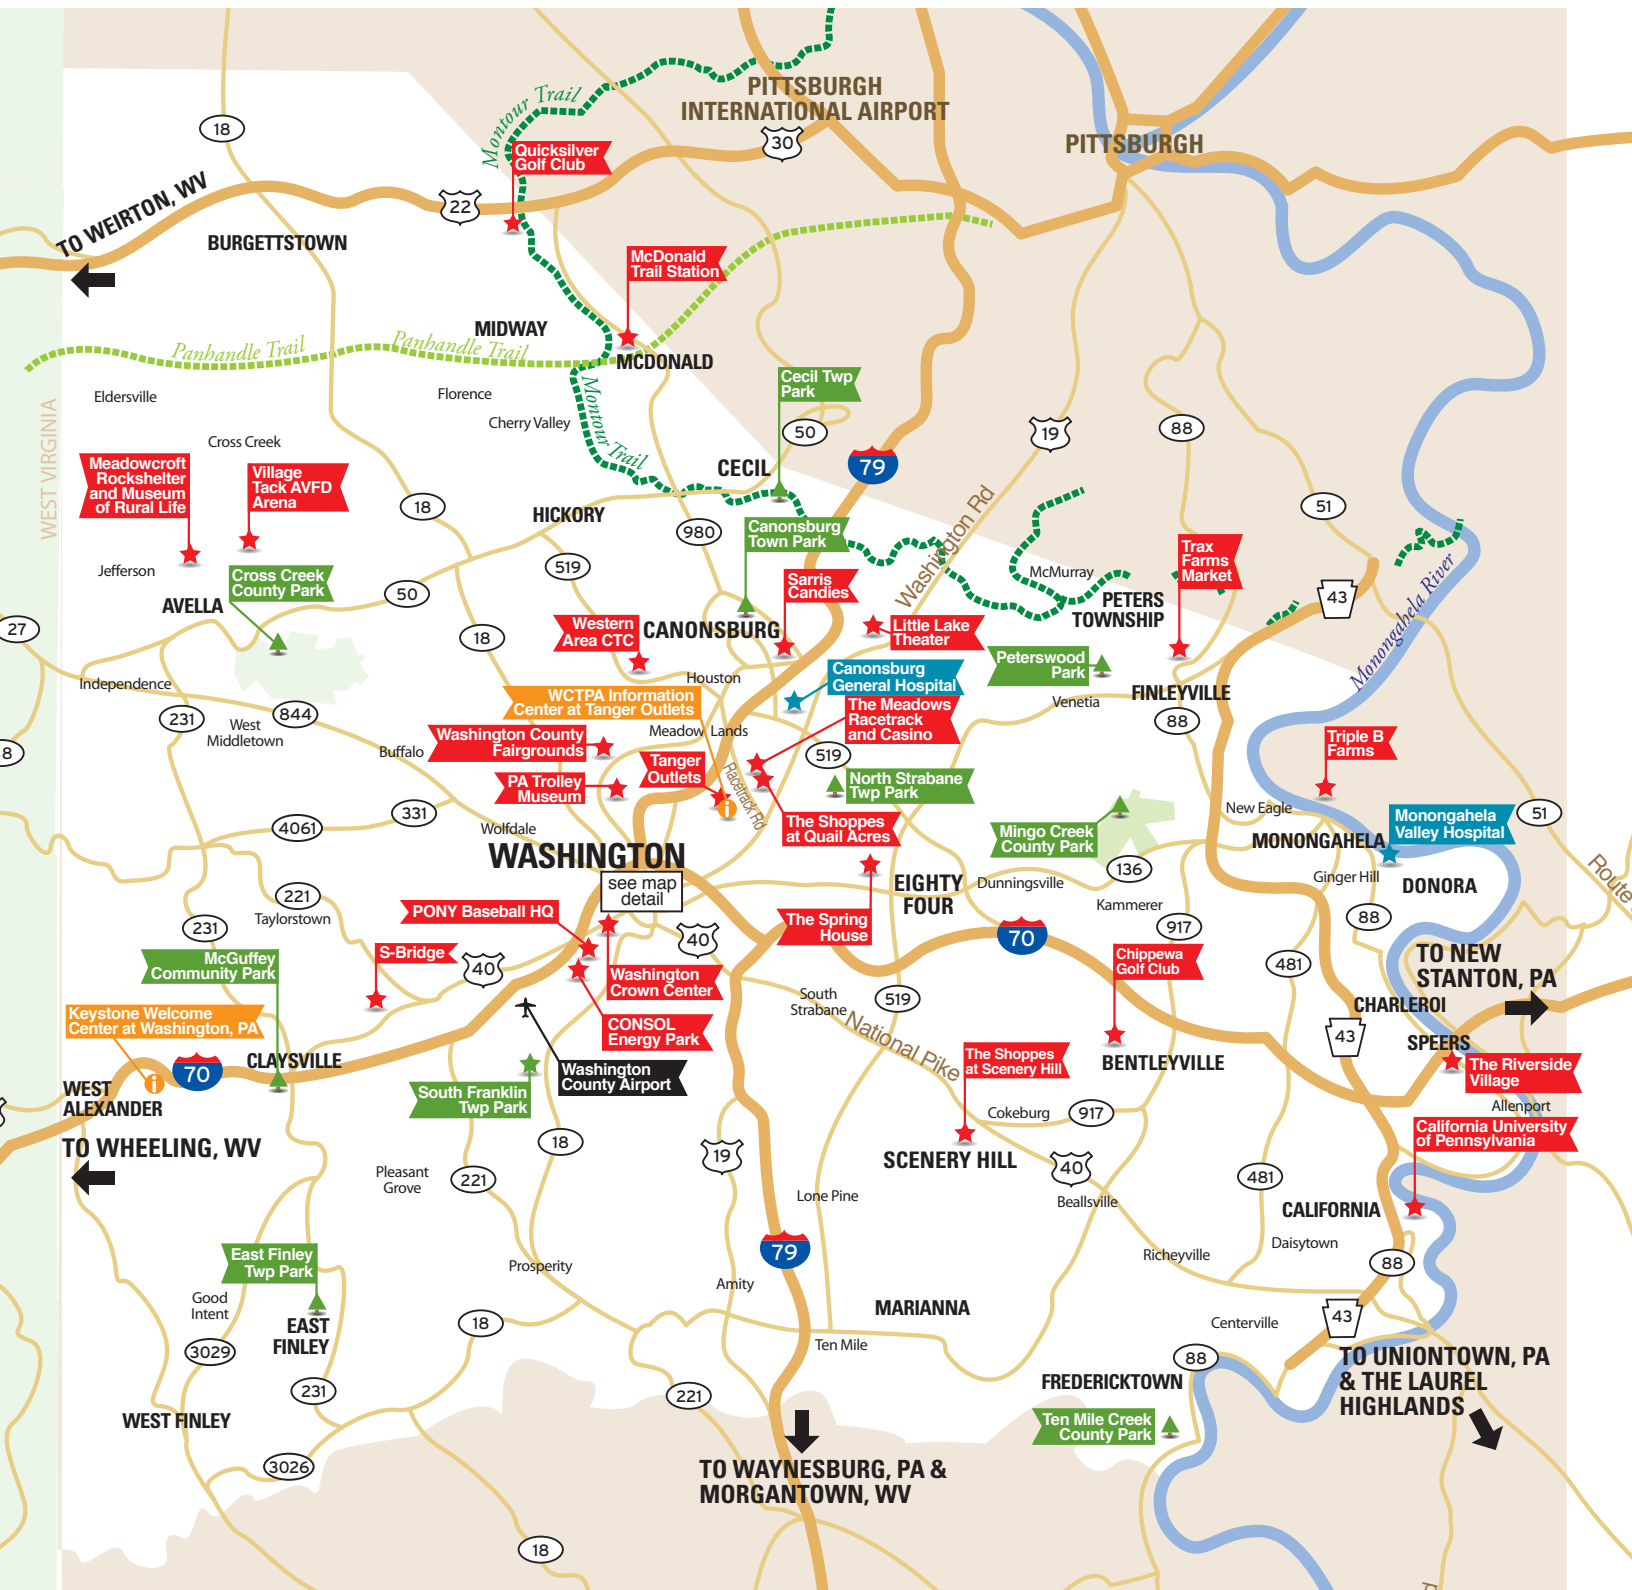 Montour Trail
PITTSBURGH
INTERNATIONAL AIRPORT
PITTSBURGH
18
30
Quicksilver
Golf Club
TO WEIRTON, WV
22
BURGETTSTOWN
McDonald
Trail Station
MIDWAY
Panhandle Trail
Panhandle Trail
MCDONALD
Eldersville
Florence
Cherry Valley
Montour Trail
Cecil Twp
Park
50
19
88
WEST VIRGINIA
Cross Creek
Meadowcroft
Rockshelter
and Museum
of Rural Life
Village
Tack AVFD
Arena
CECIL
79
18
HICKORY
980
51
Canonsburg
Town Park
Washington Rd
Trax
Farms
Market
Jefferson
Cross Creek
County Park
519
McMurray
AVELLA
50
Sarris
Candies
PETERS
TOWNSHIP
43
Monongahela River
27
18
Western
Area CTC
CANONSBURG
Little Lake
Theater
Peterswood
Park
Independence
Houston
Canonsburg
General Hospital
Venetia
FINLEYVILLE
WCTPA Information
Center at Tanger Outlets
231
844
West
Middletown
The Meadows
Racetrack
and Casino
88
Buffalo
Washington County
Fairgrounds
Meadow Lands
8
Triple B
Farms
519
Tanger
Outlets
Racetrack Rd
PA Trolley
Museum
North Strabane
Twp Park
New Eagle
Monongahela
Valley Hospital
51
4061
331
Wolfdale
The Shoppes
at Quail Acres
Mingo Creek
County Park
MONONGAHELA
WASHINGTON
see map
detail
136
Route
221
Taylorstown
PONY Baseball HQ
EIGHTY
FOUR
Dunningsville
Kammerer
Ginger Hill
DONORA
231
The Spring
House
88
917
40
70
S-Bridge
McGuffey
Community Park
40
Washington
Crown Center
Chippewa
Golf Club
481
TO NEW
STANTON, PA
South
Strabane
519
Keystone Welcome
Center at Washington, PA
CONSOL
Energy Park
National Pike
CHARLEROI
43
SPEERS
CLAYSVILLE
70
Washington
County Airport
The Shoppes
at Scenery Hill
BENTLEYVILLE
The Riverside
Village
WEST
ALEXANDER
South Franklin
Twp Park
Cokeburg
917
Allenport
TO WHEELING, WV
18
19
SCENERY HILL
40
California University
of Pennsylvania
Pleasant
Grove
221
Lone Pine
Beallsville
481
CALIFORNIA
79
East Finley
Twp Park
Prosperity
Amity
Richeyville
Daisytown
88
Good
Intent
EAST
FINLEY
MARIANNA
18
Centerville
43
3029
Ten Mile
88
TO UNIONTOWN, PA
& THE LAUREL
HIGHLANDS
231
221
FREDERICKTOWN
WEST FINLEY
Ten Mile Creek
County Park
3026
TO WAYNESBURG, PA &
MORGANTOWN, WV
18